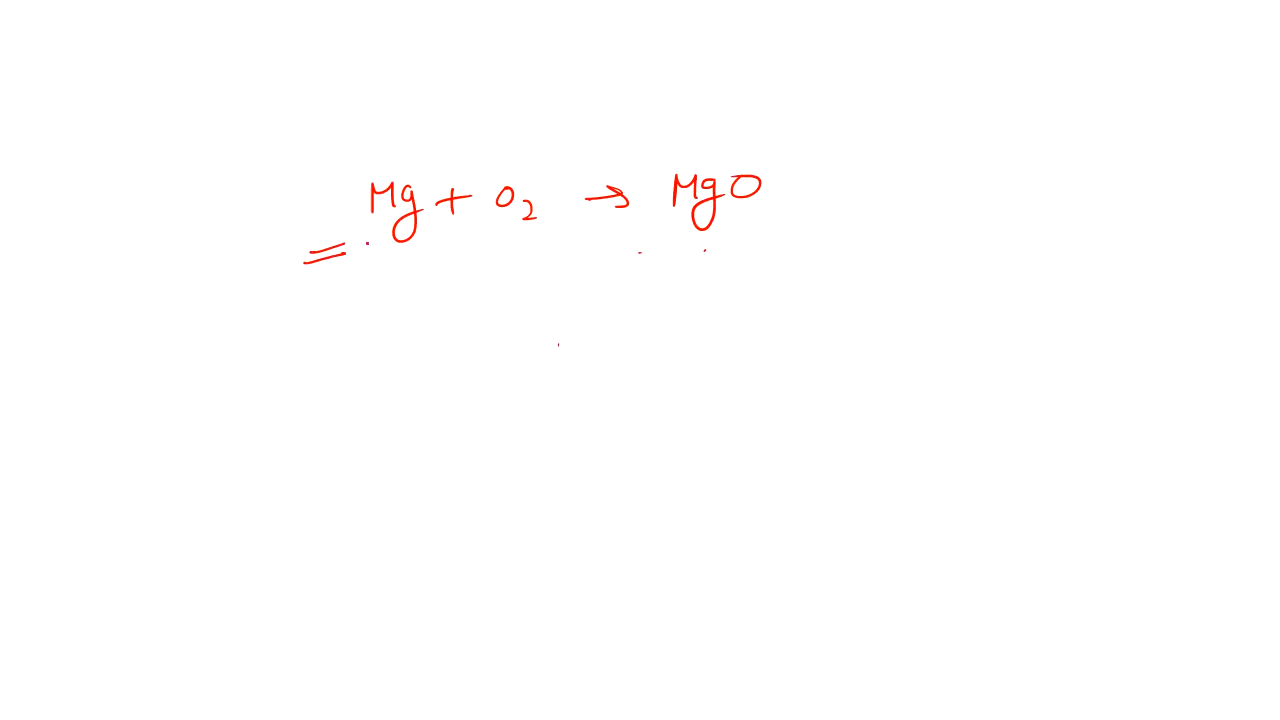 Mg + O₂ → MgO
=